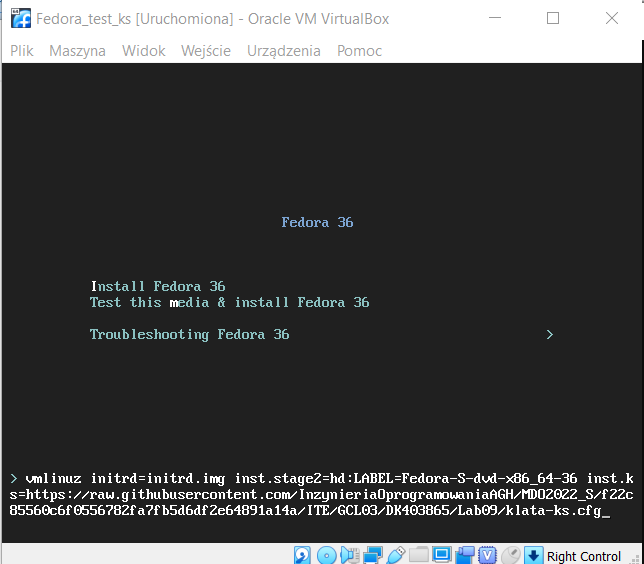 Fedora_test_ks [Uruchomiona] - Oracle VM VirtualBox
Plik Maszyna Widok Wejście Urządzenia Pomoc
Fedora 36
Install Fedora 36
Test this media & install Fedora 36
Troubleshooting Fedora 36 >
> vmlinuz initrd=initrd.img inst.stage2=hd:LABEL=Fedora-S-dvd-x86_64-36 inst.k
s=https://raw.githubusercontent.com/InzynieriaOprogramowaniaAGH/MDO2022_S/f22c
85560c6f0556782fa7fb5d6df2e64891a14a/ITE/GCL03/DK403865/Lab09/klata-ks.cfg_
Right Control